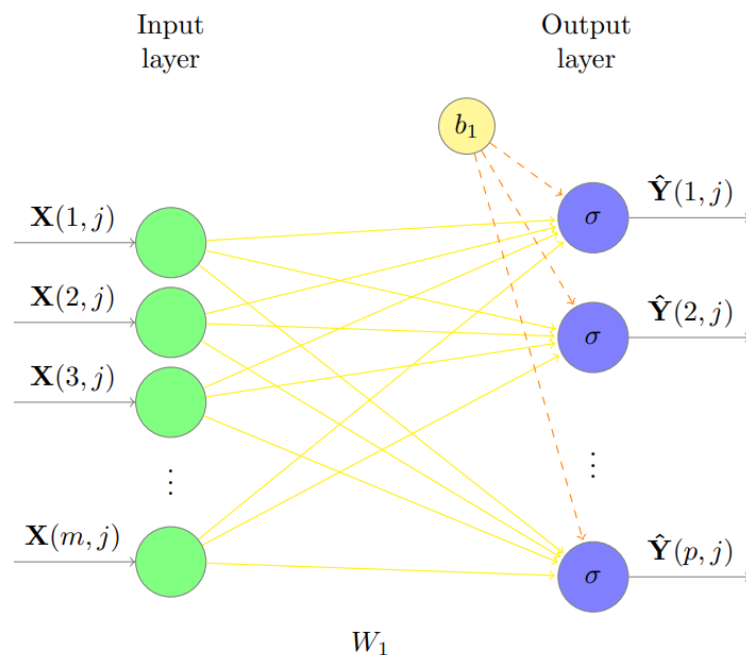 Input
layer
Output
layer
b₁
X(1, j)
σ
Ŷ(1, j)
X(2, j)
σ
Ŷ(2, j)
X(3, j)
⋮
⋮
X(m, j)
σ
Ŷ(p, j)
W₁